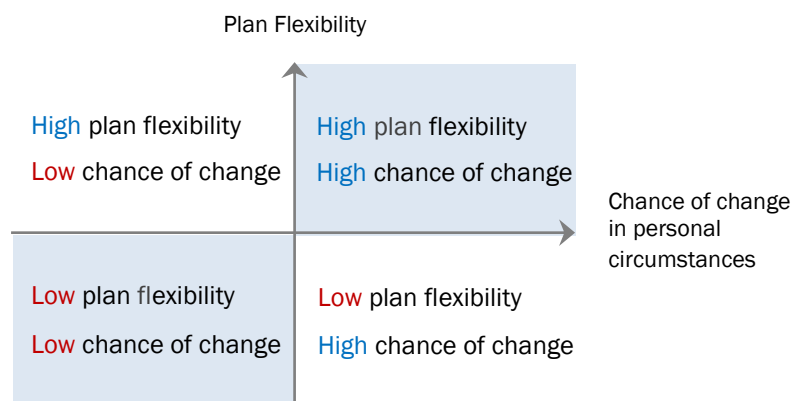 Plan Flexibility
High plan flexibility
Low chance of change
High plan flexibility
High chance of change
Chance of change
in personal
circumstances
Low plan flexibility
Low chance of change
Low plan flexibility
High chance of change